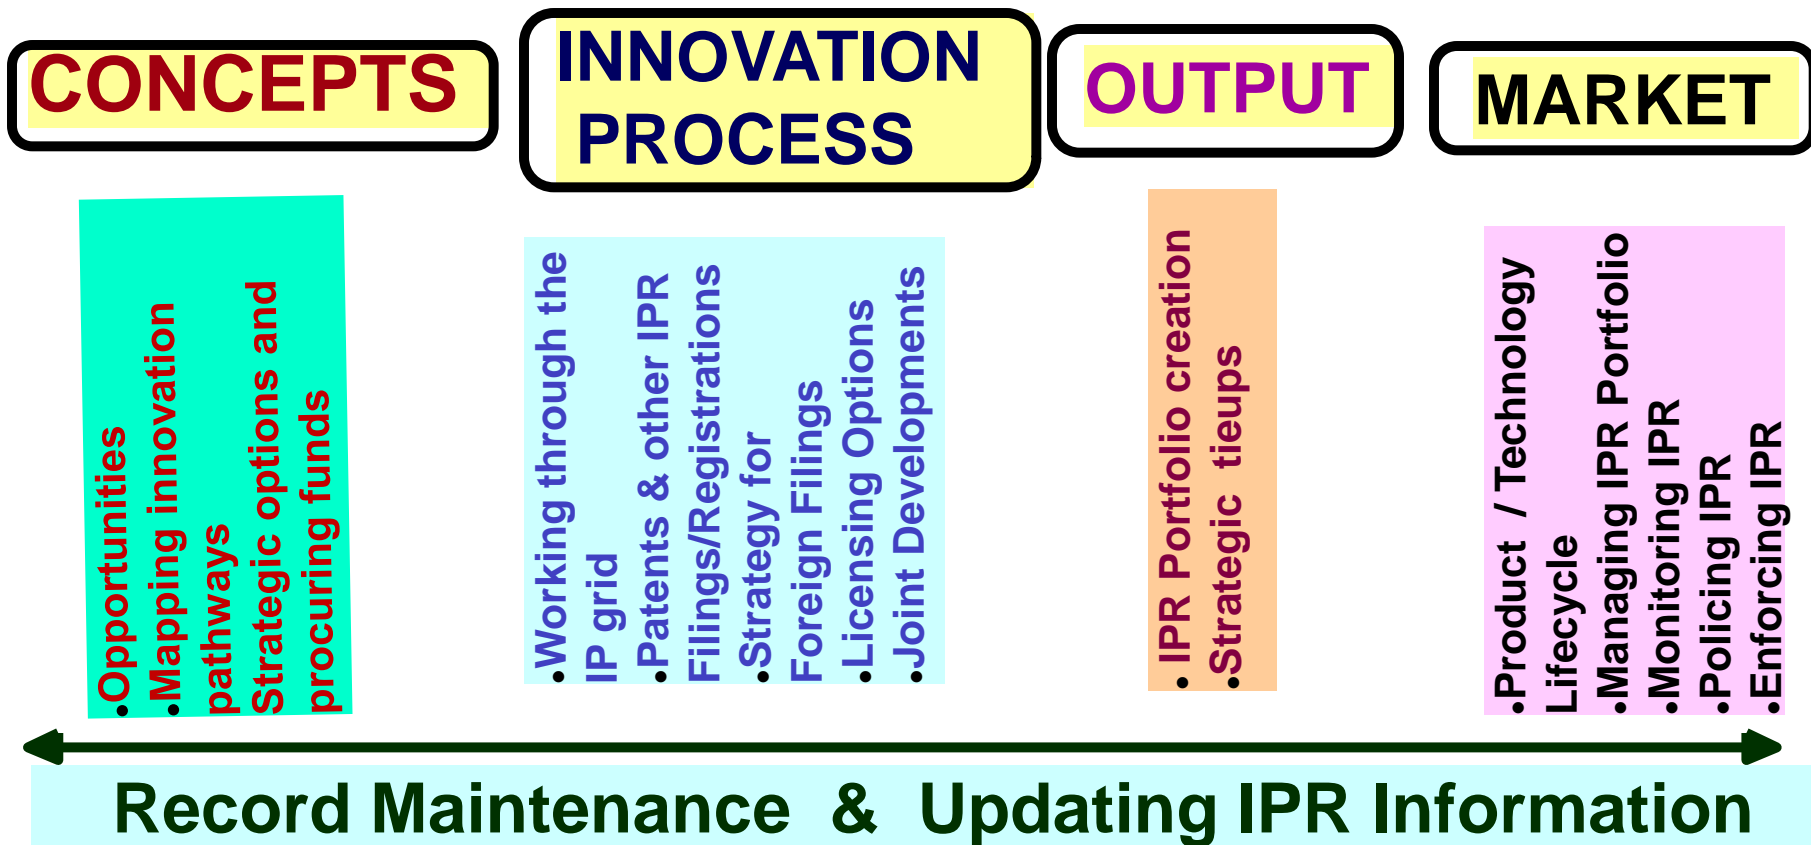 CONCEPTS
INNOVATION
PROCESS
OUTPUT
MARKET
•Opportunities
•Mapping innovation
pathways
Strategic options and
procuring funds
•Working through the
IP grid
•Patents & other IPR
Filings/Registrations
•Strategy for
Foreign Filings
•Licensing Options
•Joint Developments
• IPR Portfolio creation
•Strategic tieups
•Product / Technology
Lifecycle
•Managing IPR Portfolio
•Monitoring IPR
•Policing IPR
•Enforcing IPR
Record Maintenance & Updating IPR Information